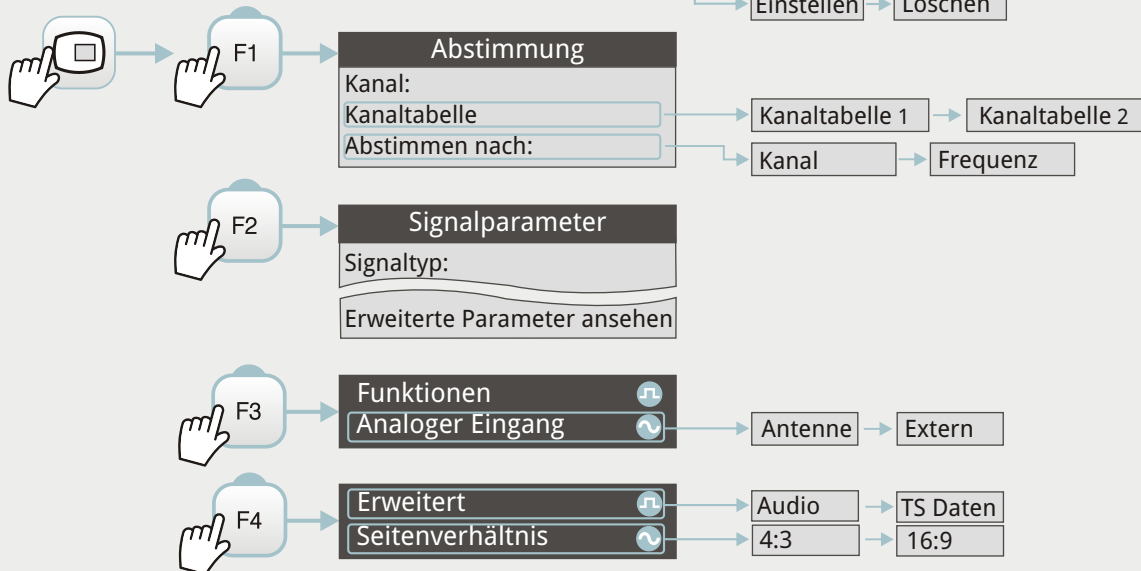 Einstellen Löschen
F1
Abstimmung
Kanal:
Kanaltabelle
Kanaltabelle 1 Kanaltabelle 2
Abstimmen nach:
Kanal Frequenz
F2
Signalparameter
Signaltyp:
Erweiterte Parameter ansehen
F3
Funktionen
Analoger Eingang
Antenne Extern
F4
Erweitert
Audio TS Daten
Seitenverhältnis
4:3 16:9